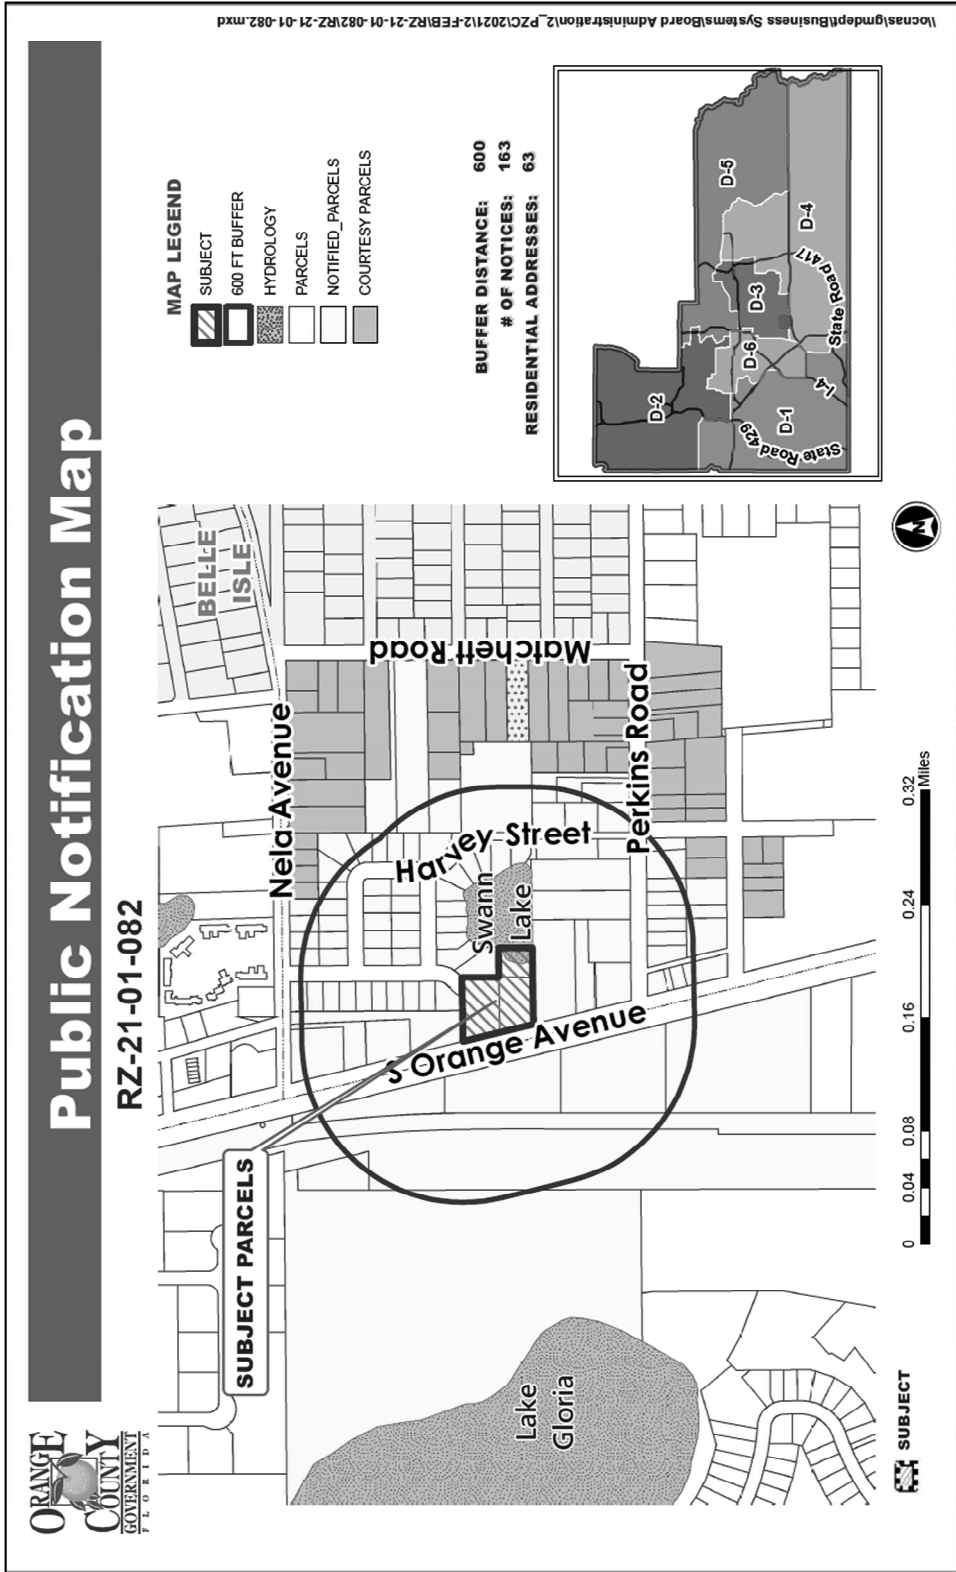 ORANGE
COUNTY
GOVERNMENT
FLORIDA
Public Notification Map
RZ-21-01-082
SUBJECT PARCELS
Nela Avenue
BELLE
ISLE
Matchett Road
Harvey Street
Swann
Lake
S Orange Avenue
Perkins Road
Lake
Gloria
MAP LEGEND
SUBJECT
600 FT BUFFER
HYDROLOGY
PARCELS
NOTIFIED_PARCELS
COURTESY PARCELS
BUFFER DISTANCE: 600
# OF NOTICES: 163
RESIDENTIAL ADDRESSES: 63
D-2
D-5
D-3
D-6
D-4
D-1
State Road 429
I-4
State Road 417
N
SUBJECT
0 0.04 0.08 0.16 0.24 0.32
Miles
\\ocnas\gmdept\Business Systems\Board Administration\2_PZC\2021\2-FEB\RZ-21-01-082\RZ\RZ-21-01-082.mxd